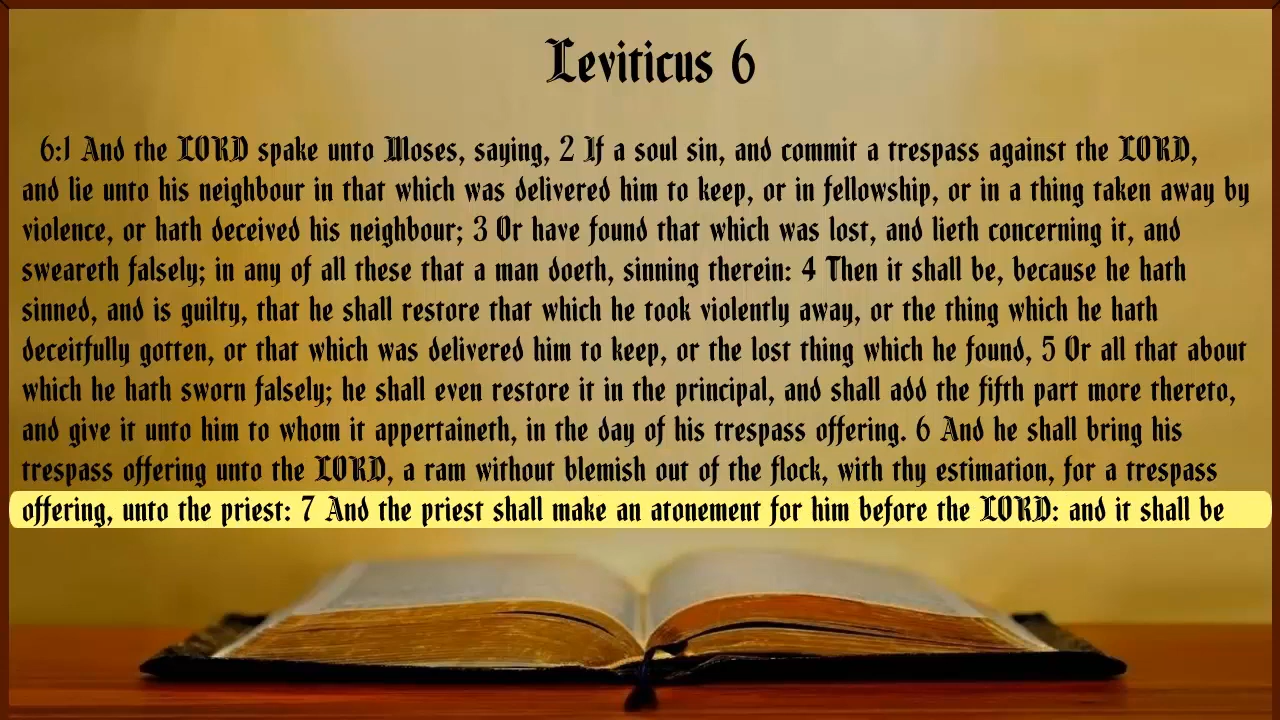 Leviticus 6
6:1 And the LORD spake unto Moses, saying, 2 If a soul sin, and commit a trespass against the LORD,
and lie unto his neighbour in that which was delivered him to keep, or in fellowship, or in a thing taken away by
violence, or hath deceived his neighbour; 3 Or have found that which was lost, and lieth concerning it, and
sweareth falsely; in any of all these that a man doeth, sinning therein: 4 Then it shall be, because he hath
sinned, and is guilty, that he shall restore that which he took violently away, or the thing which he hath
deceitfully gotten, or that which was delivered him to keep, or the lost thing which he found, 5 Or all that about
which he hath sworn falsely; he shall even restore it in the principal, and shall add the fifth part more thereto,
and give it unto him to whom it appertaineth, in the day of his trespass offering. 6 And he shall bring his
trespass offering unto the LORD, a ram without blemish out of the flock, with thy estimation, for a trespass
offering, unto the priest: 7 And the priest shall make an atonement for him before the LORD: and it shall be